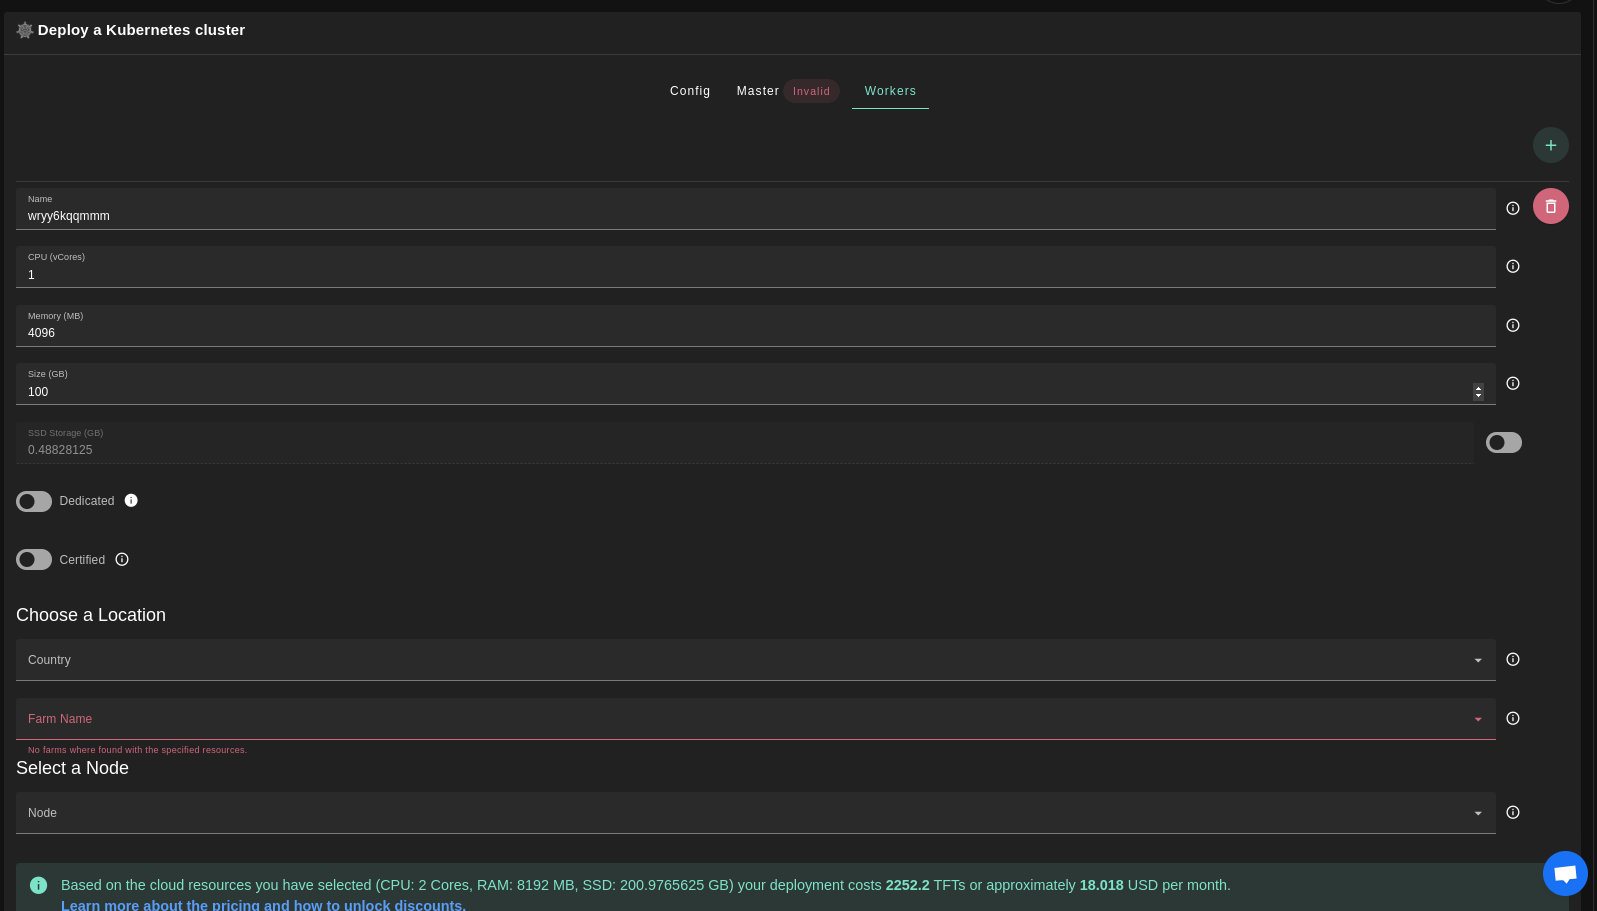 Deploy a Kubernetes cluster
Config Master Invalid Workers
Name
wryy6kqqmmm
CPU (vCores)
1
Memory (MB)
4096
Size (GB)
100
SSD Storage (GB)
0.48828125
Dedicated
Certified
Choose a Location
Country
Farm Name
No farms where found with the specified resources.
Select a Node
Node
Based on the cloud resources you have selected (CPU: 2 Cores, RAM: 8192 MB, SSD: 200.9765625 GB) your deployment costs 2252.2 TFTs or approximately 18.018 USD per month.
Learn more about the pricing and how to unlock discounts.